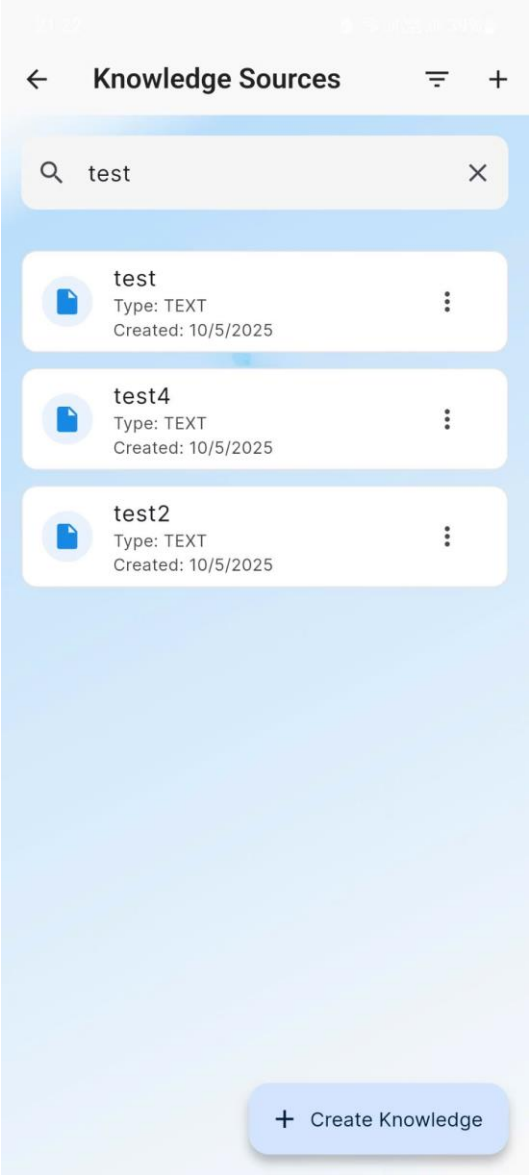 Knowledge Sources
test
test
Type: TEXT
Created: 10/5/2025
test4
Type: TEXT
Created: 10/5/2025
test2
Type: TEXT
Created: 10/5/2025
+ Create Knowledge